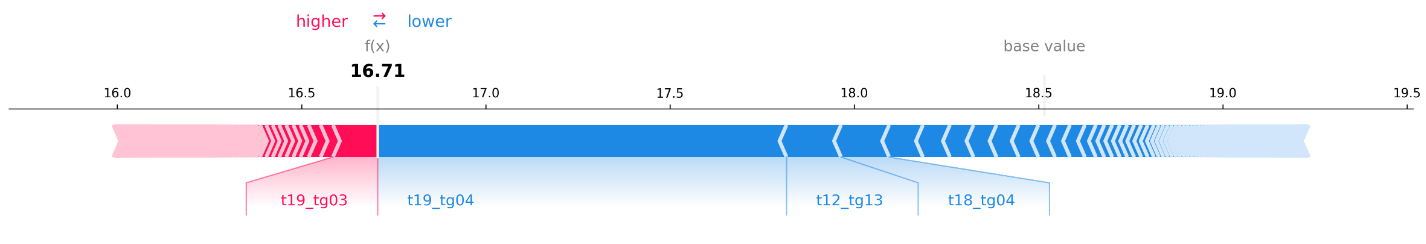 higher ⇄ lower
f(x) base value
16.71
16.0 16.5 17.0 17.5 18.0 18.5 19.0 19.5
t19_tg03 t19_tg04 t12_tg13 t18_tg04